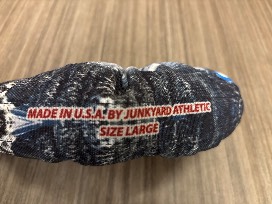 MADE IN U.S.A. BY JUNKYARD ATHLETIC
SIZE LARGE